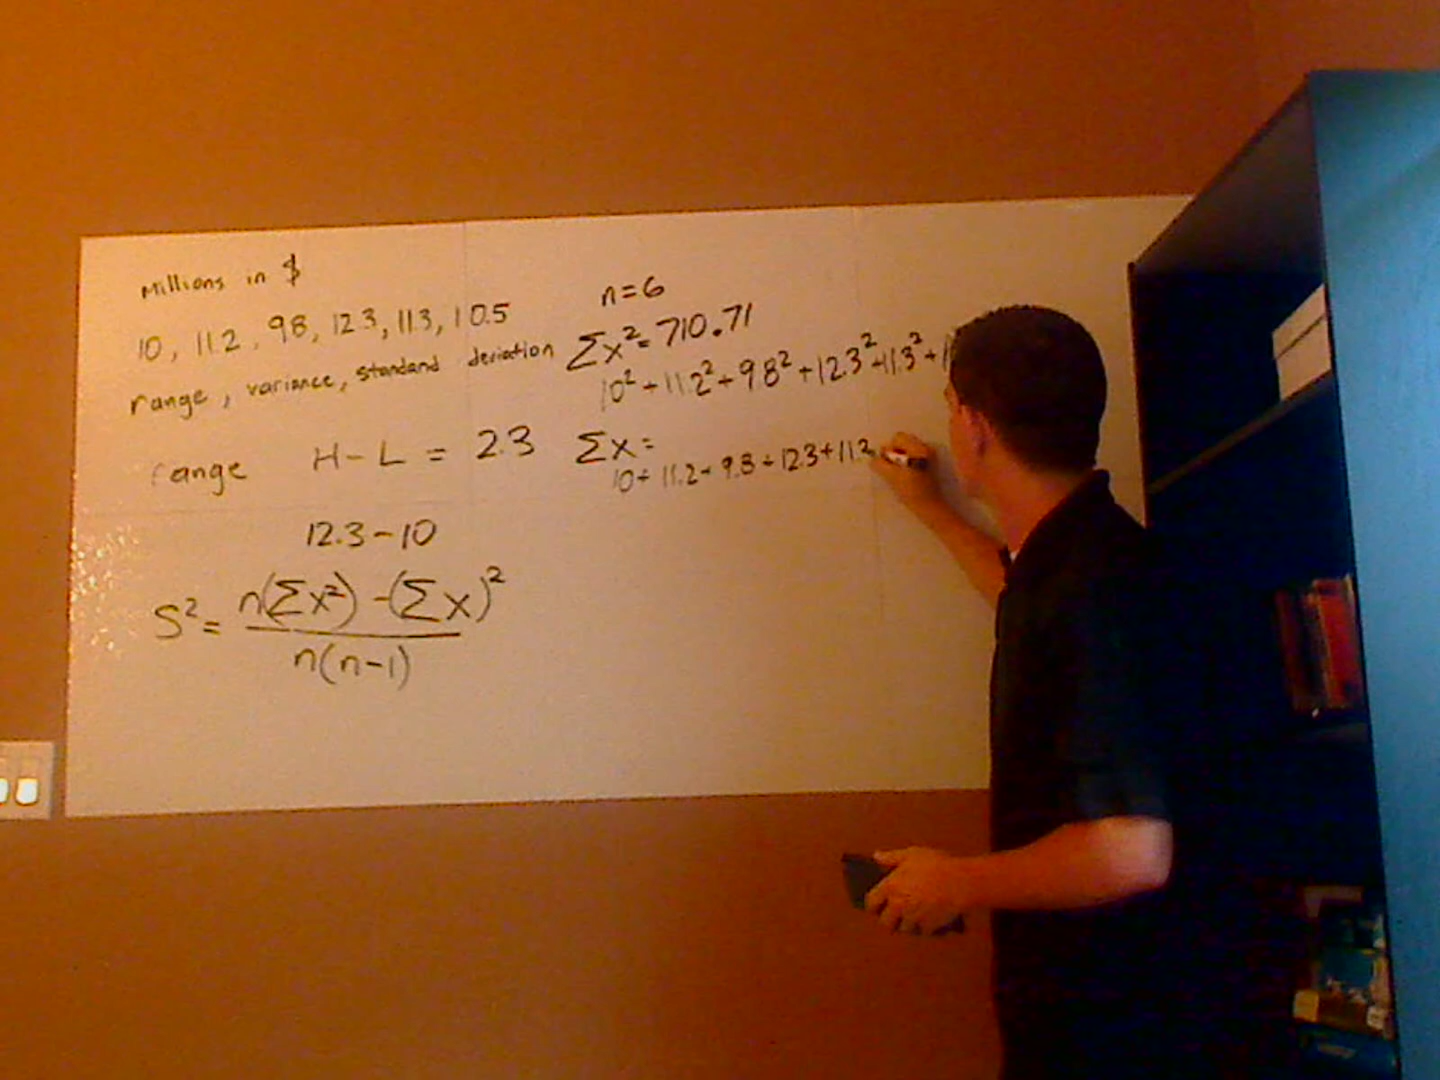 Millions in $
10, 11.2, 9.8, 12.3, 11.3, 10.5
range, variance, standard deviation
range H-L = 2.3
12.3-10
S²= n(Σx²)-(Σx)²
n(n-1)
n=6
Σx²=710.71
10²+11.2²+9.8²+12.3²+11.3²+1
Σx=
10+11.2+9.8+12.3+11.3